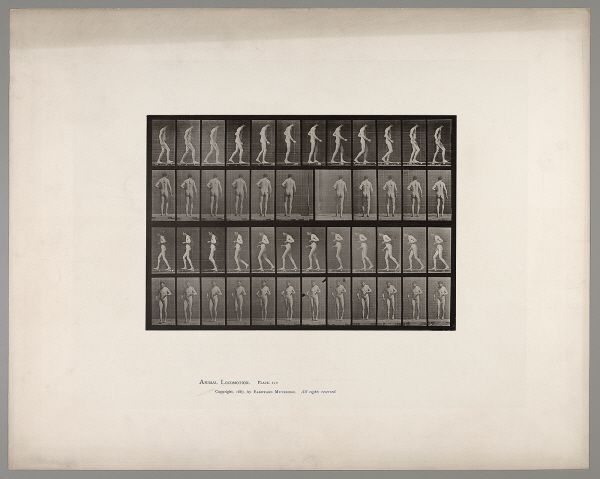 ANIMAL LOCOMOTION. PLATE
Copyright, 1887, by EADWEARD MUYBRIDGE. All rights reserved